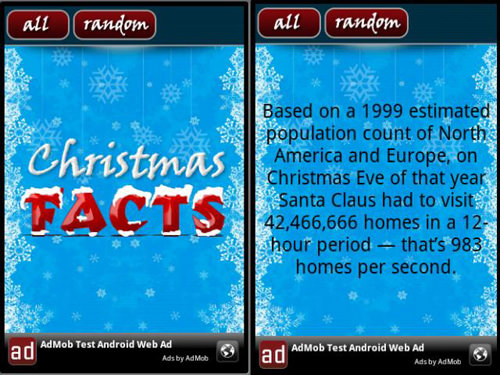 all random
Christmas
FACTS
ad AdMob Test Android Web Ad
Ads by AdMob
all random
Based on a 1999 estimated
population count of North
America and Europe, on
Christmas Eve of that year
Santa Claus had to visit
42,466,666 homes in a 12-
hour period — that's 983
homes per second.
ad AdMob Test Android Web Ad
Ads by AdMob